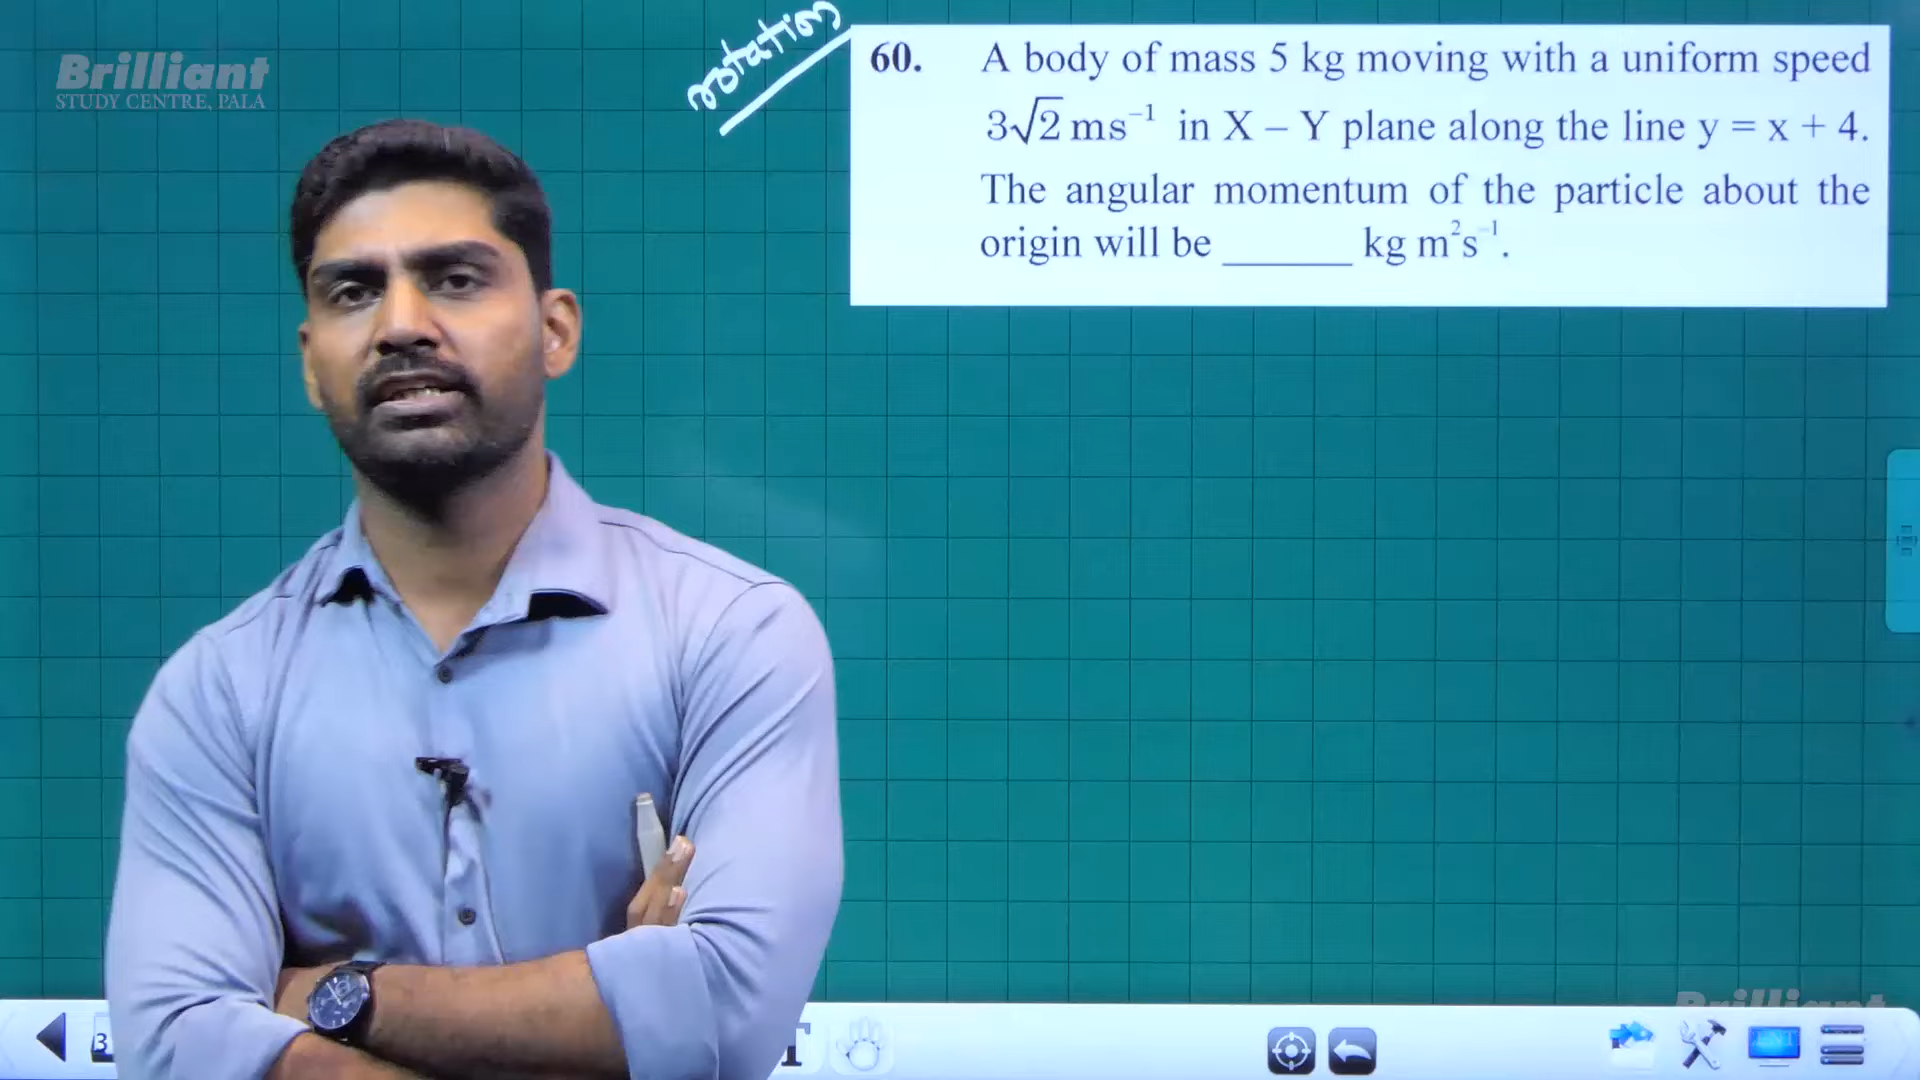 Brilliant
STUDY CENTRE, PALA
rotation
60. A body of mass 5 kg moving with a uniform speed
3√2 ms⁻¹ in X – Y plane along the line y = x + 4.
The angular momentum of the particle about the
origin will be ______ kg m²s⁻¹.
Brilliant
3
T